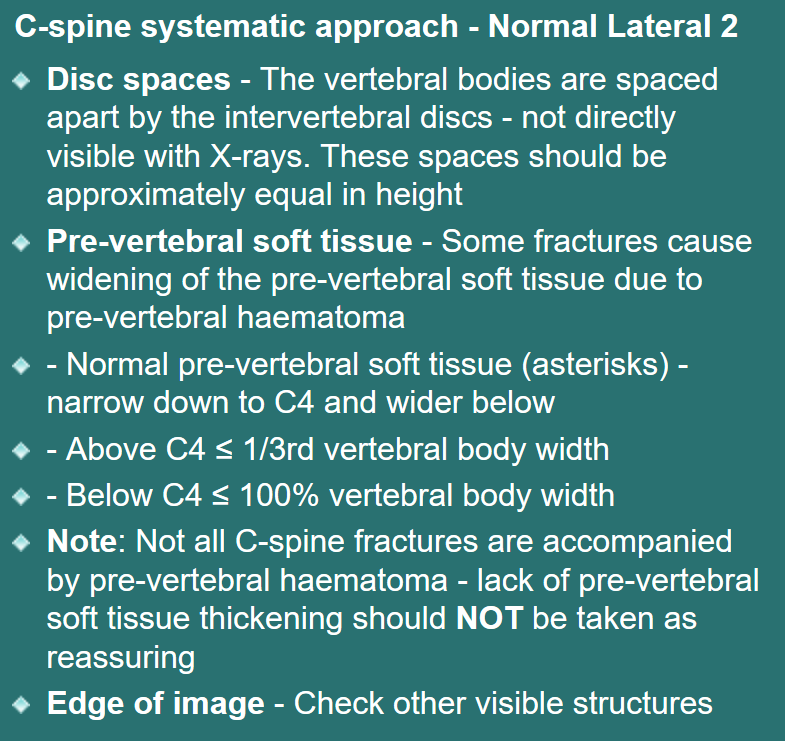 C-spine systematic approach - Normal Lateral 2
Disc spaces - The vertebral bodies are spaced
apart by the intervertebral discs - not directly
visible with X-rays. These spaces should be
approximately equal in height
Pre-vertebral soft tissue - Some fractures cause
widening of the pre-vertebral soft tissue due to
pre-vertebral haematoma
- Normal pre-vertebral soft tissue (asterisks) -
narrow down to C4 and wider below
- Above C4 ≤ 1/3rd vertebral body width
- Below C4 ≤ 100% vertebral body width
Note: Not all C-spine fractures are accompanied
by pre-vertebral haematoma - lack of pre-vertebral
soft tissue thickening should NOT be taken as
reassuring
Edge of image - Check other visible structures